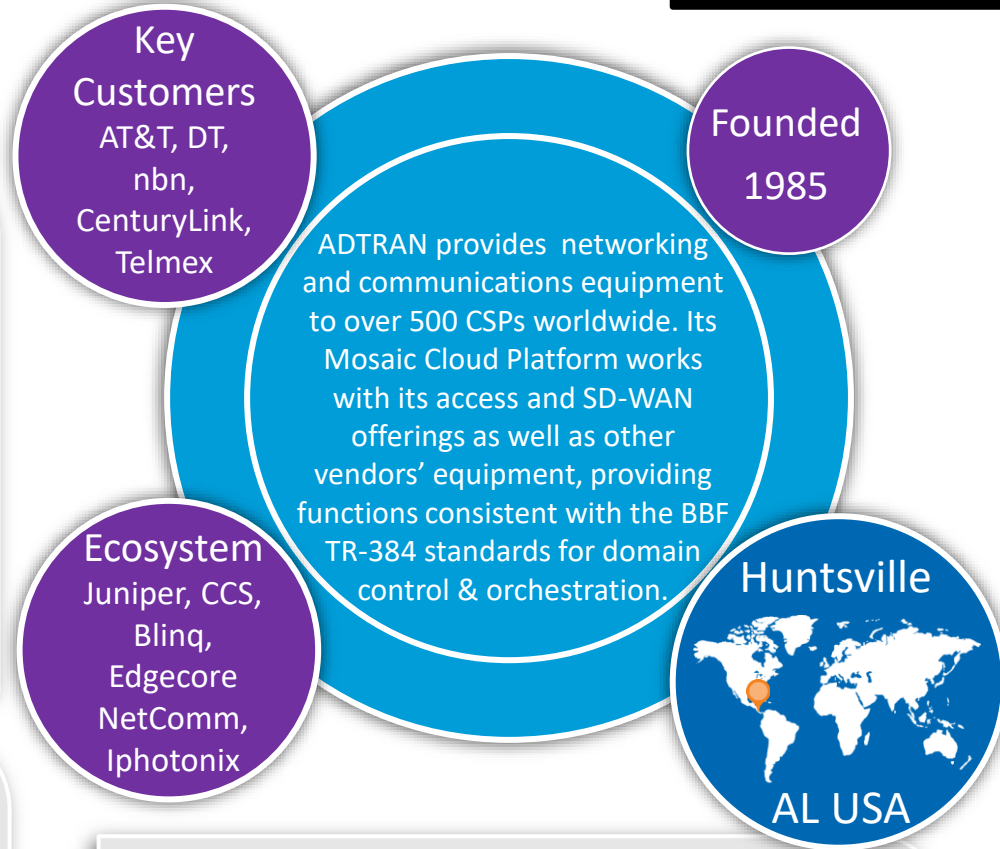 Key
Customers
AT&T, DT,
nbn,
CenturyLink,
Telmex
Founded
1985
ADTRAN provides networking
and communications equipment
to over 500 CSPs worldwide. Its
Mosaic Cloud Platform works
with its access and SD-WAN
offerings as well as other
vendors’ equipment, providing
functions consistent with the BBF
TR-384 standards for domain
control & orchestration.
Ecosystem
Juniper, CCS,
Blinq,
Edgecore
NetComm,
Iphotonix
Huntsville
AL USA